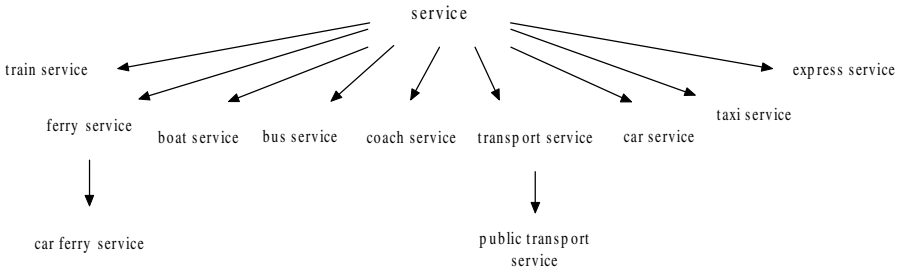 service
train service
express service
taxi service
ferry service
boat service
bus service
coach service
transport service
car service
car ferry service
public transport
service